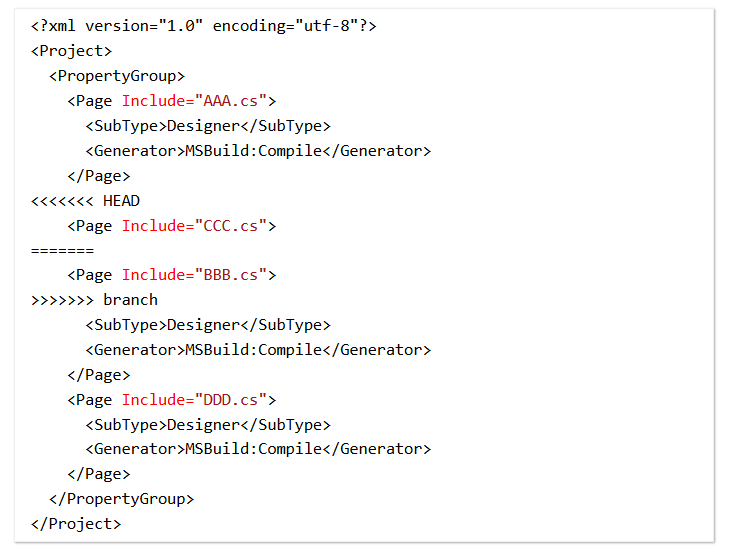 <?xml version="1.0" encoding="utf-8"?>
<Project>
  <PropertyGroup>
    <Page Include="AAA.cs">
      <SubType>Designer</SubType>
      <Generator>MSBuild:Compile</Generator>
    </Page>
<<<<<<< HEAD
    <Page Include="CCC.cs">
=======
    <Page Include="BBB.cs">
>>>>>>> branch
      <SubType>Designer</SubType>
      <Generator>MSBuild:Compile</Generator>
    </Page>
    <Page Include="DDD.cs">
      <SubType>Designer</SubType>
      <Generator>MSBuild:Compile</Generator>
    </Page>
  </PropertyGroup>
</Project>